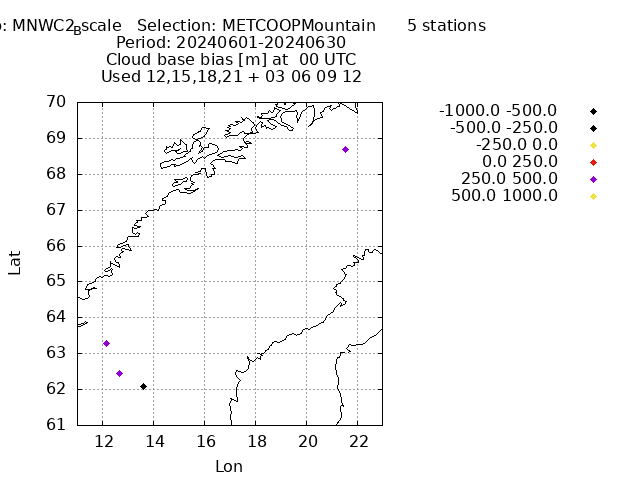 : MNWC2_Bscale Selection: METCOOPMountain 5 stations
Period: 20240601-20240630
Cloud base bias [m] at 00 UTC
Used 12,15,18,21 + 03 06 09 12
-1000.0 -500.0
-500.0 -250.0
-250.0 0.0
0.0 250.0
250.0 500.0
500.0 1000.0
70
69
68
67
66
65
64
63
62
61
Lat
12 14 16 18 20 22
Lon